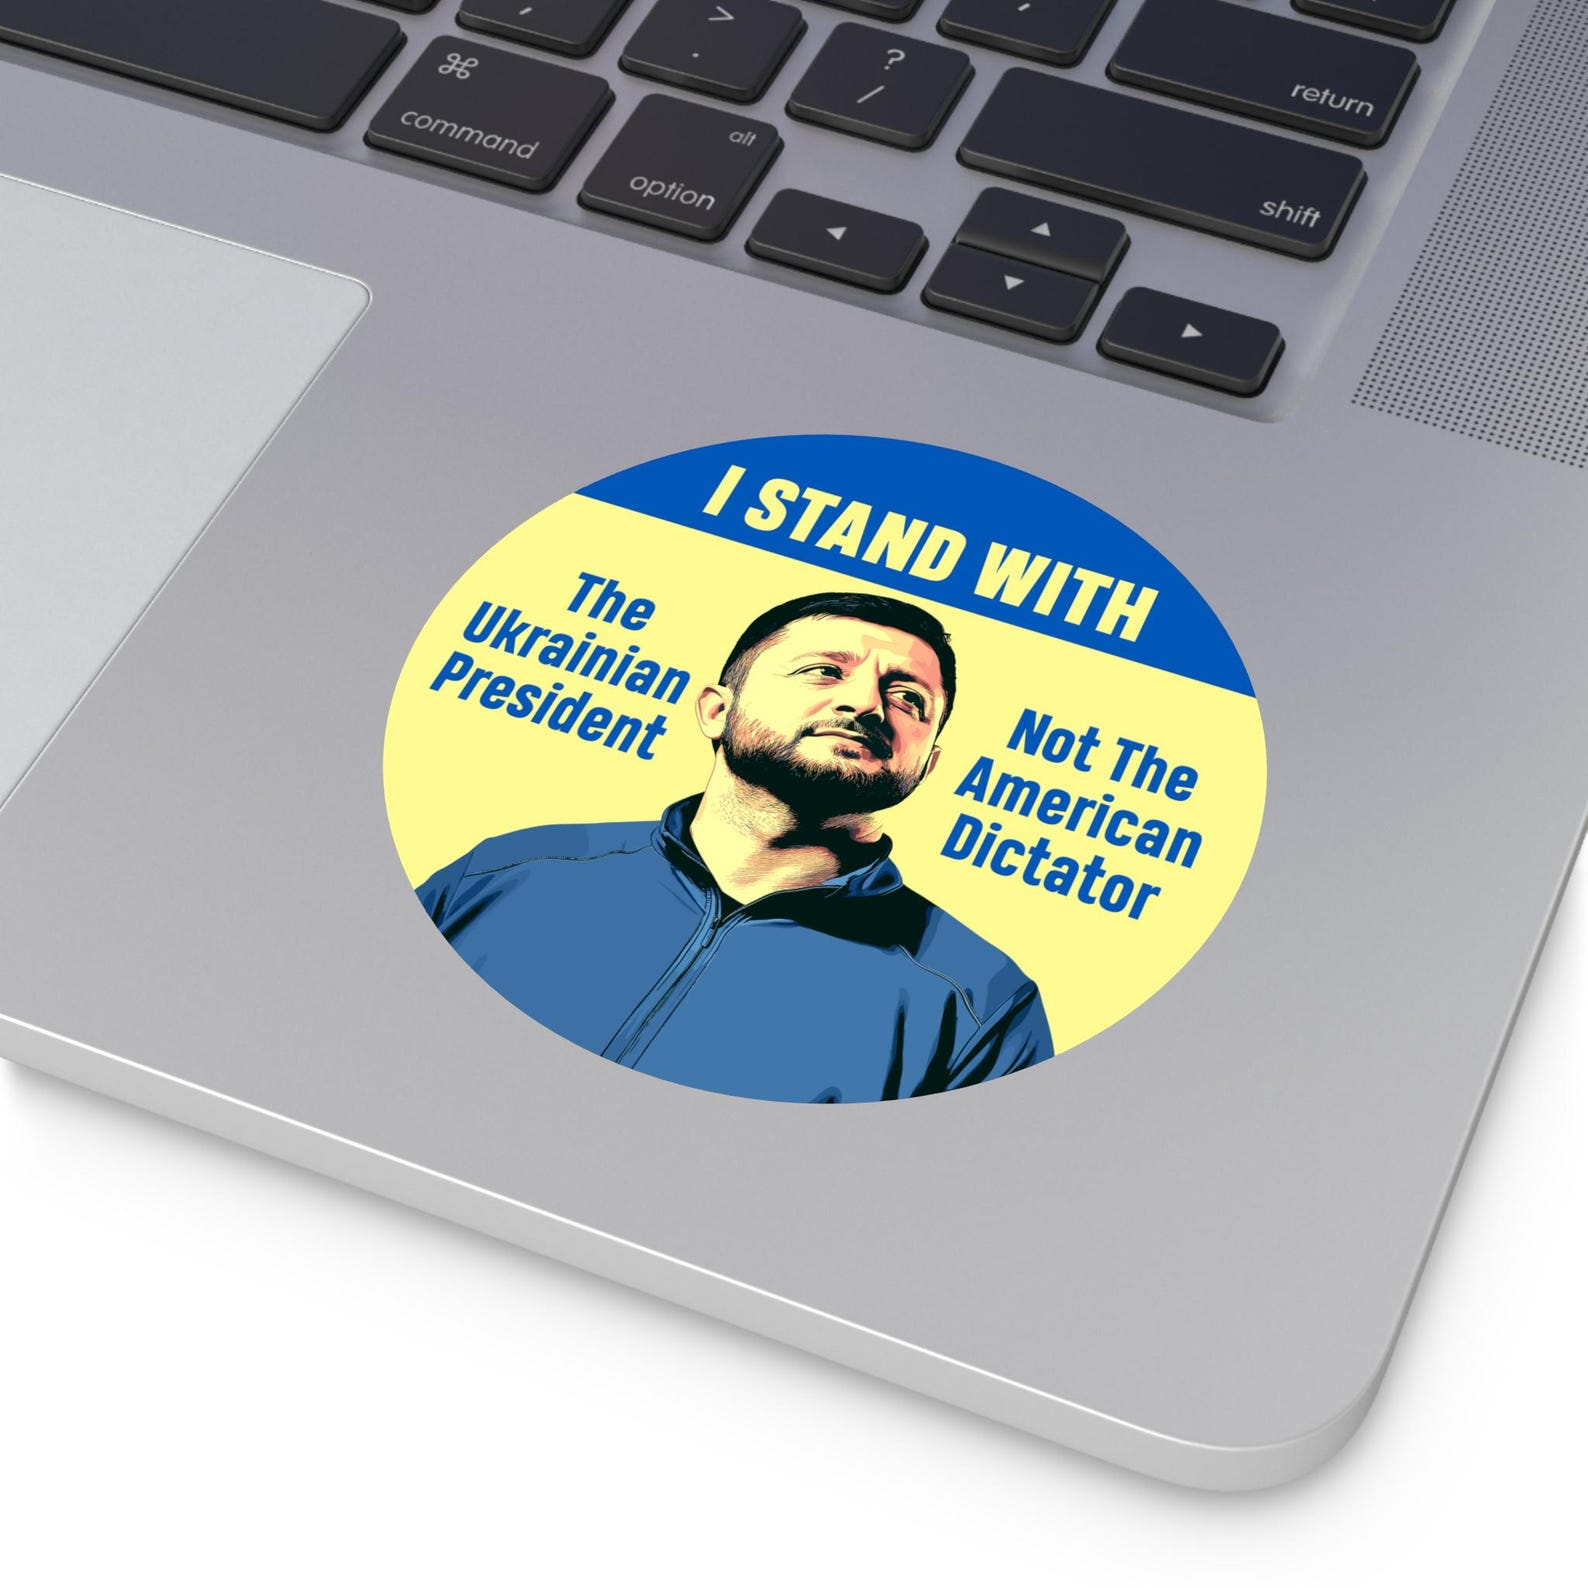 ⌘
command
alt
option
>
.
?
/
return
shift
◀
▲
▼
▶
I STAND WITH
The
Ukrainian
President
Not The
American
Dictator